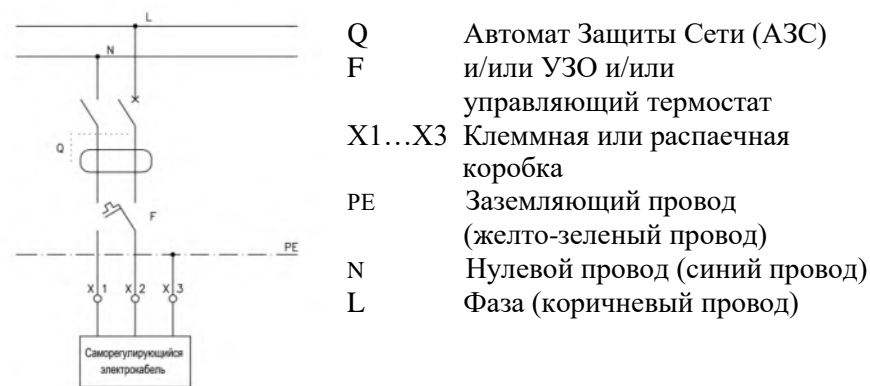 L
N
Q
F
PE
X 1 X 2 X 3
Саморегулирующийся
электрокабель
Q Автомат Защиты Сети (АЗС)
F и/или УЗО и/или
управляющий термостат
X1…X3 Клеммная или распаечная
коробка
PE Заземляющий провод
(желто-зеленый провод)
N Нулевой провод (синий провод)
L Фаза (коричневый провод)